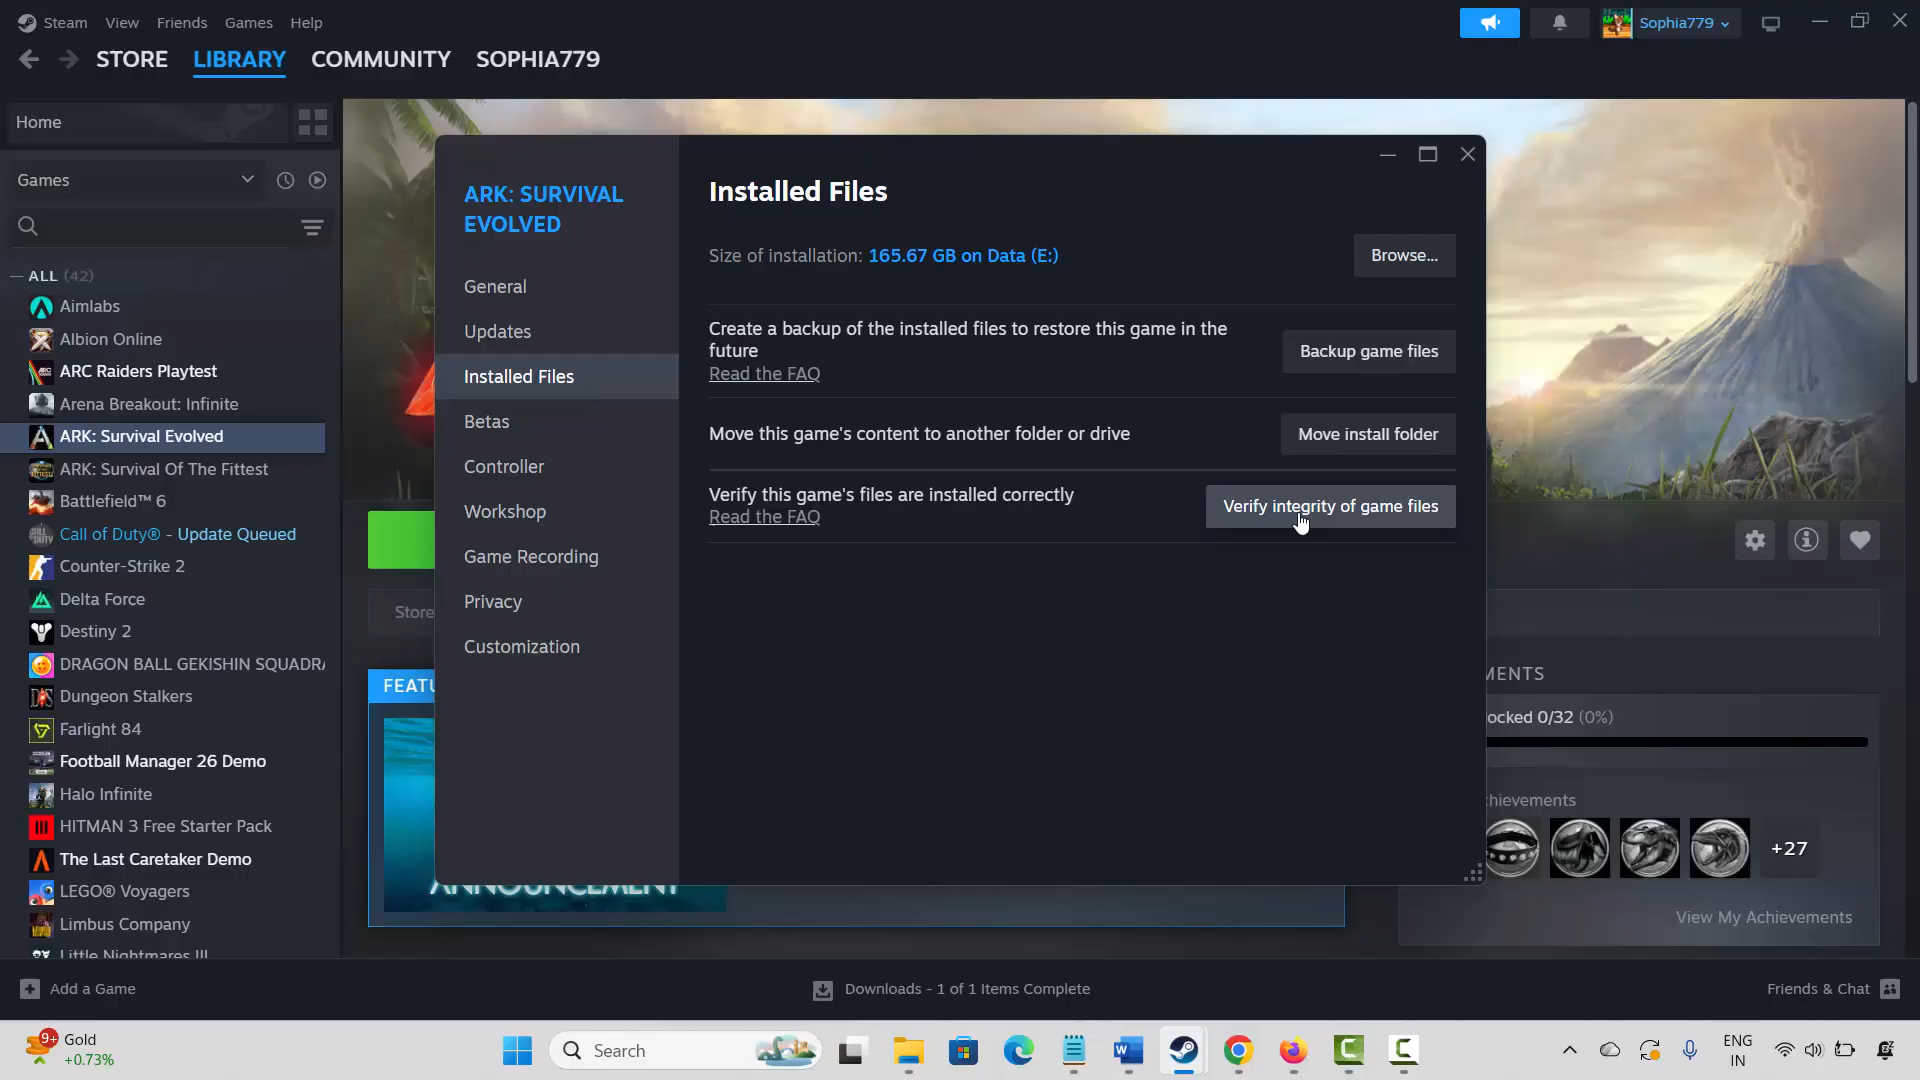 Steam View Friends Games Help
Sophia779
STORE LIBRARY COMMUNITY SOPHIA779
Home
Games
ALL (42)
Aimlabs
Albion Online
ARC Raiders Playtest
Arena Breakout: Infinite
ARK: Survival Evolved
ARK: Survival Of The Fittest
Battlefield™ 6
Call of Duty® - Update Queued
Counter-Strike 2
Delta Force
Destiny 2
DRAGON BALL GEKISHIN SQUADRA
Dungeon Stalkers
Farlight 84
Football Manager 26 Demo
Halo Infinite
HITMAN 3 Free Starter Pack
The Last Caretaker Demo
LEGO® Voyagers
Limbus Company
Little Nightmares III
ARK: SURVIVAL
EVOLVED
General
Updates
Installed Files
Betas
Controller
Workshop
Game Recording
Privacy
Customization
Installed Files
Size of installation: 165.67 GB on Data (E:)
Browse...
Create a backup of the installed files to restore this game in the
future
Read the FAQ
Backup game files
Move this game's content to another folder or drive
Move install folder
Verify this game's files are installed correctly
Read the FAQ
Verify integrity of game files
Store
FEATU
ANNOUNCEMENT
MENTS
ocked 0/32 (0%)
chievements
+27
View My Achievements
Add a Game
Downloads - 1 of 1 Items Complete
Friends & Chat
9+
Gold
+0.73%
Search
ENG
IN